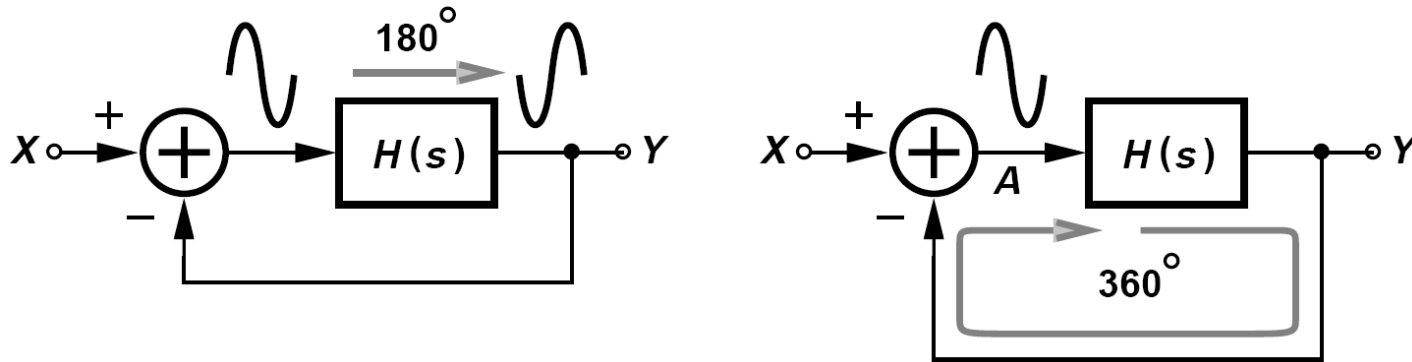 180°
X + + H(s) Y
−
X + + H(s) Y
A
−
360°